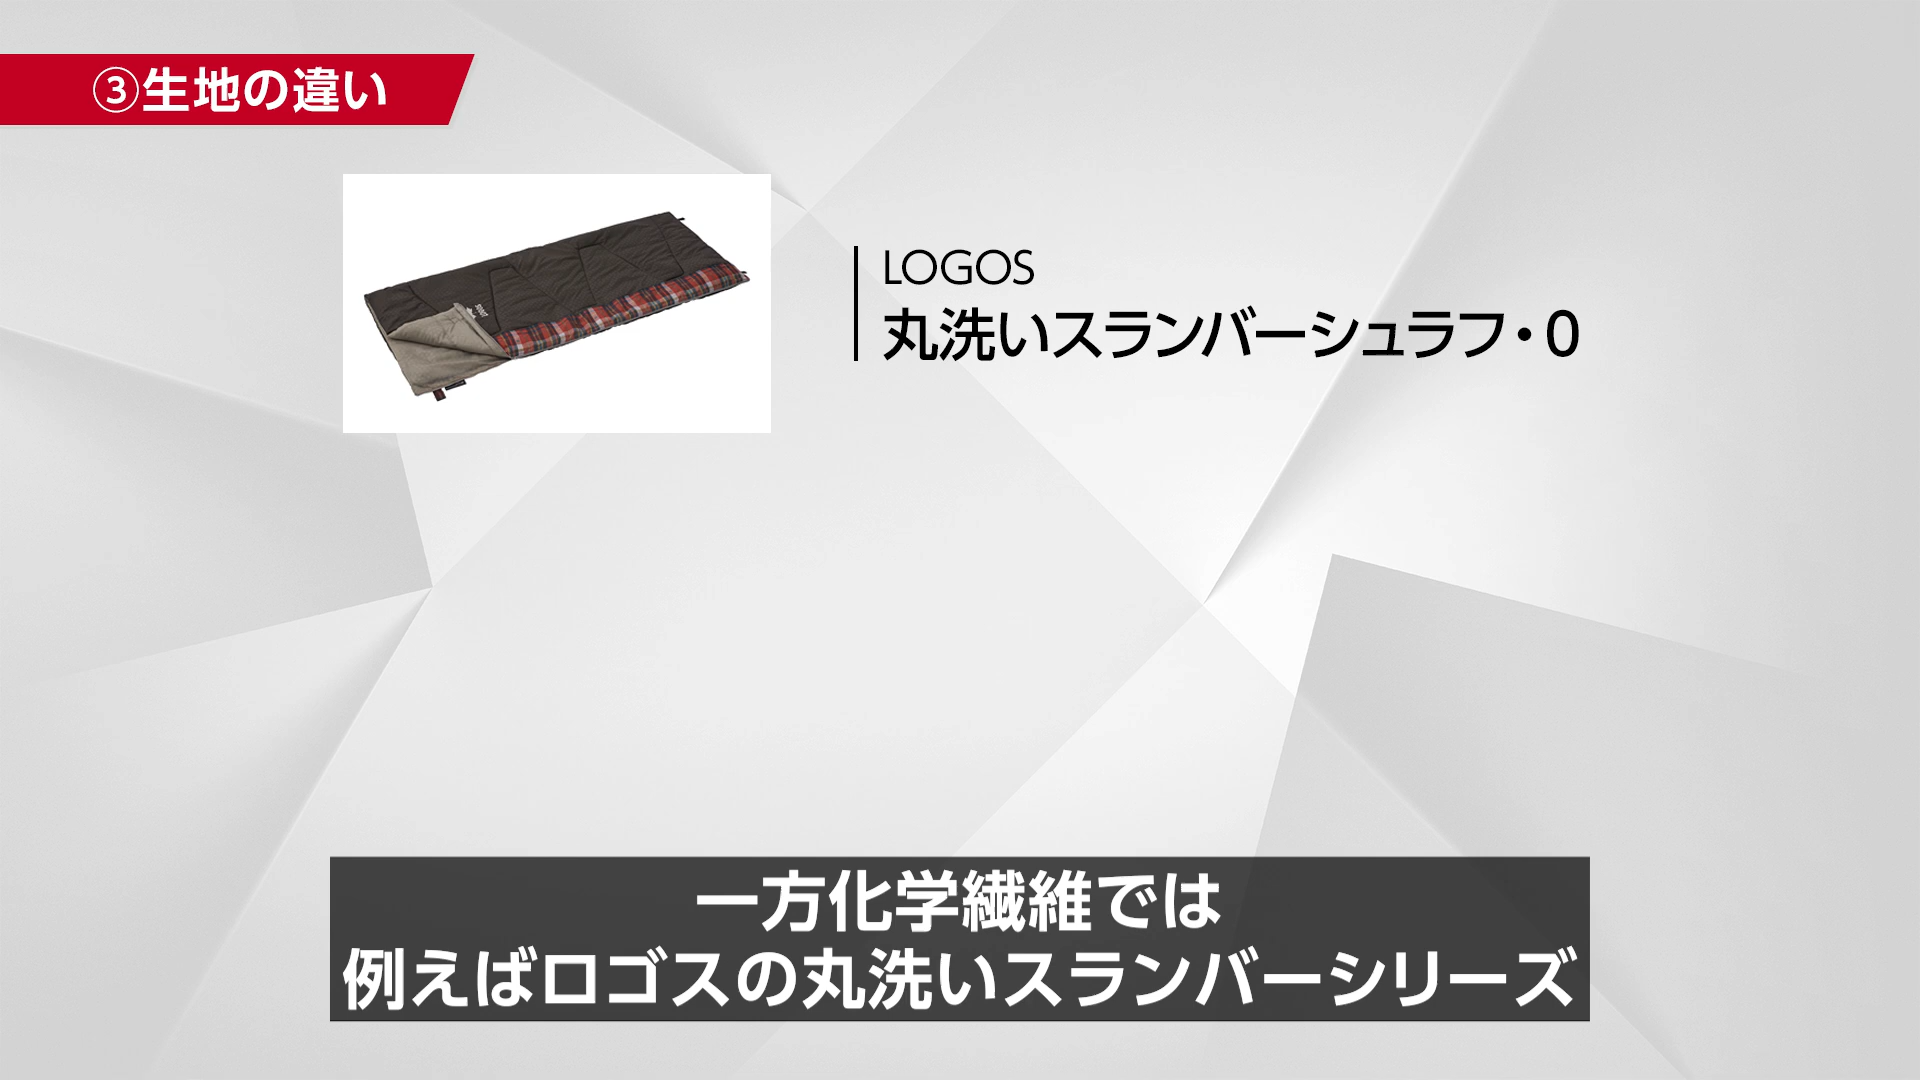 ③生地の違い
LOGOS
丸洗いスランバーシュラフ・0
一方化学繊維では
例えばロゴスの丸洗いスランバーシリーズ